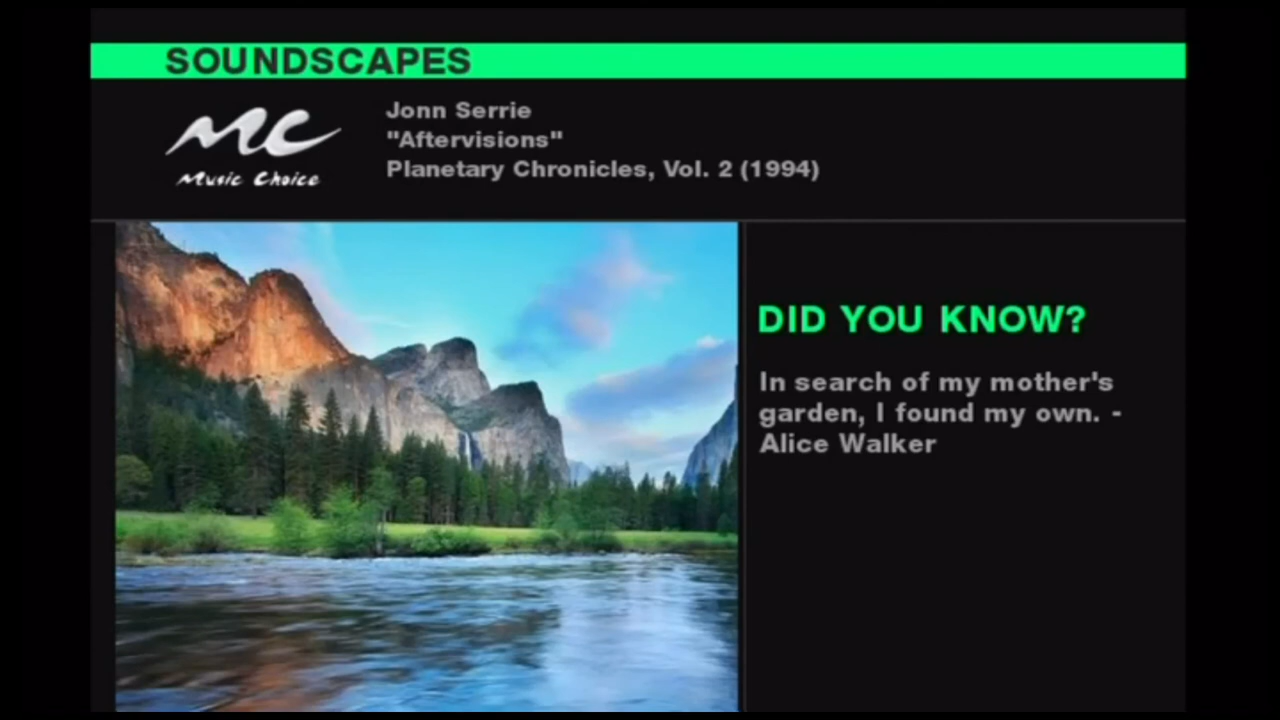 SOUNDSCAPES
MC
Music Choice
Jonn Serrie
"Aftervisions"
Planetary Chronicles, Vol. 2 (1994)
DID YOU KNOW?
In search of my mother's
garden, I found my own. -
Alice Walker